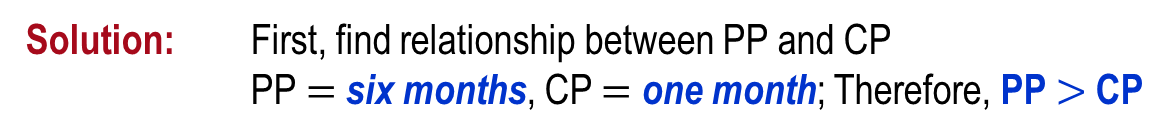 Solution: First, find relationship between PP and CP
PP = six months, CP = one month; Therefore, PP > CP